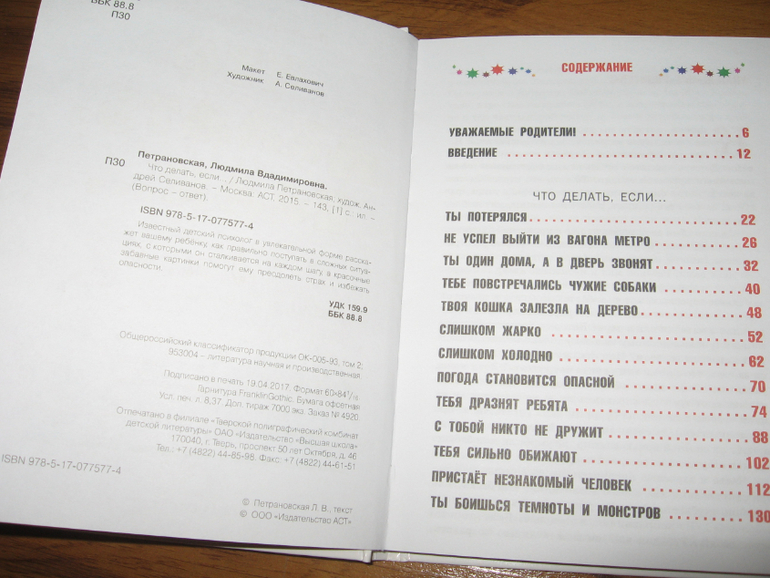 ББК 88.8
П30
Макет Е. Евлахович
Художник А. Селиванов
П30
Петрановская, Людмила Вдадимировна.
Что делать, если... / Людмила Петрановская; худож. Ан-
дрей Селиванов. – Москва: АСТ, 2015. – 143, [1] с.: ил. –
(Вопрос – ответ).
ISBN 978-5-17-077577-4
Известный детский психолог в увлекательной форме расска-
жет вашему ребёнку, как правильно поступать в сложных ситуа-
циях, с которыми он сталкивается на каждом шагу, а красочные
забавные картинки помогут ему преодолеть страх и избежать
опасности.
УДК 159.9
ББК 88.8
Общероссийский классификатор продукции ОК-005-93, том 2;
953004 – литература научная и производственная
Подписано в печать 19.04.2017. Формат 60×84¹/₁₆
Гарнитура FranklinGothic. Бумага офсетная
Усл. п. л. 8,37. Доп. тираж 7000 экз. Заказ № 4920
Отпечатано в филиале «Тверской полиграфический комбинат
детской литературы» ОАО «Издательство «Высшая школа»
170040, г. Тверь, проспект 50 лет Октября, д. 46
Тел.: +7 (4822) 44-85-98. Факс: +7 (4822) 44-61-51
ISBN 978-5-17-077577-4
© Петрановская Л. В., текст
© ООО «Издательство АСТ»
СОДЕРЖАНИЕ
УВАЖАЕМЫЕ РОДИТЕЛИ! 6
ВВЕДЕНИЕ 12
ЧТО ДЕЛАТЬ, ЕСЛИ...
ТЫ ПОТЕРЯЛСЯ 22
НЕ УСПЕЛ ВЫЙТИ ИЗ ВАГОНА МЕТРО 26
ТЫ ОДИН ДОМА, А В ДВЕРЬ ЗВОНЯТ 32
ТЕБЕ ПОВСТРЕЧАЛИСЬ ЧУЖИЕ СОБАКИ 40
ТВОЯ КОШКА ЗАЛЕЗЛА НА ДЕРЕВО 48
СЛИШКОМ ЖАРКО 52
СЛИШКОМ ХОЛОДНО 62
ПОГОДА СТАНОВИТСЯ ОПАСНОЙ 70
ТЕБЯ ДРАЗНЯТ РЕБЯТА 74
С ТОБОЙ НИКТО НЕ ДРУЖИТ 88
ТЕБЯ СИЛЬНО ОБИЖАЮТ 102
ПРИСТАЁТ НЕЗНАКОМЫЙ ЧЕЛОВЕК 112
ТЫ БОИШЬСЯ ТЕМНОТЫ И МОНСТРОВ 130